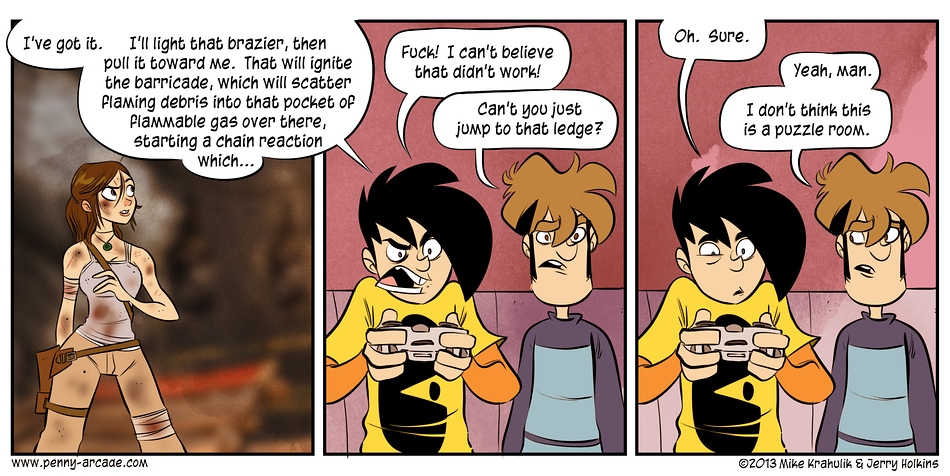 I've got it.
I'll light that brazier, then
pull it toward me. That will ignite
the barricade, which will scatter
flaming debris into that pocket of
flammable gas over there,
starting a chain reaction
which...
Fuck! I can't believe
that didn't work!
Can't you just
jump to that ledge?
Oh. Sure.
Yeah, man.
I don't think this
is a puzzle room.
www.penny-arcade.com
©2013 Mike Krahulik & Jerry Holkins